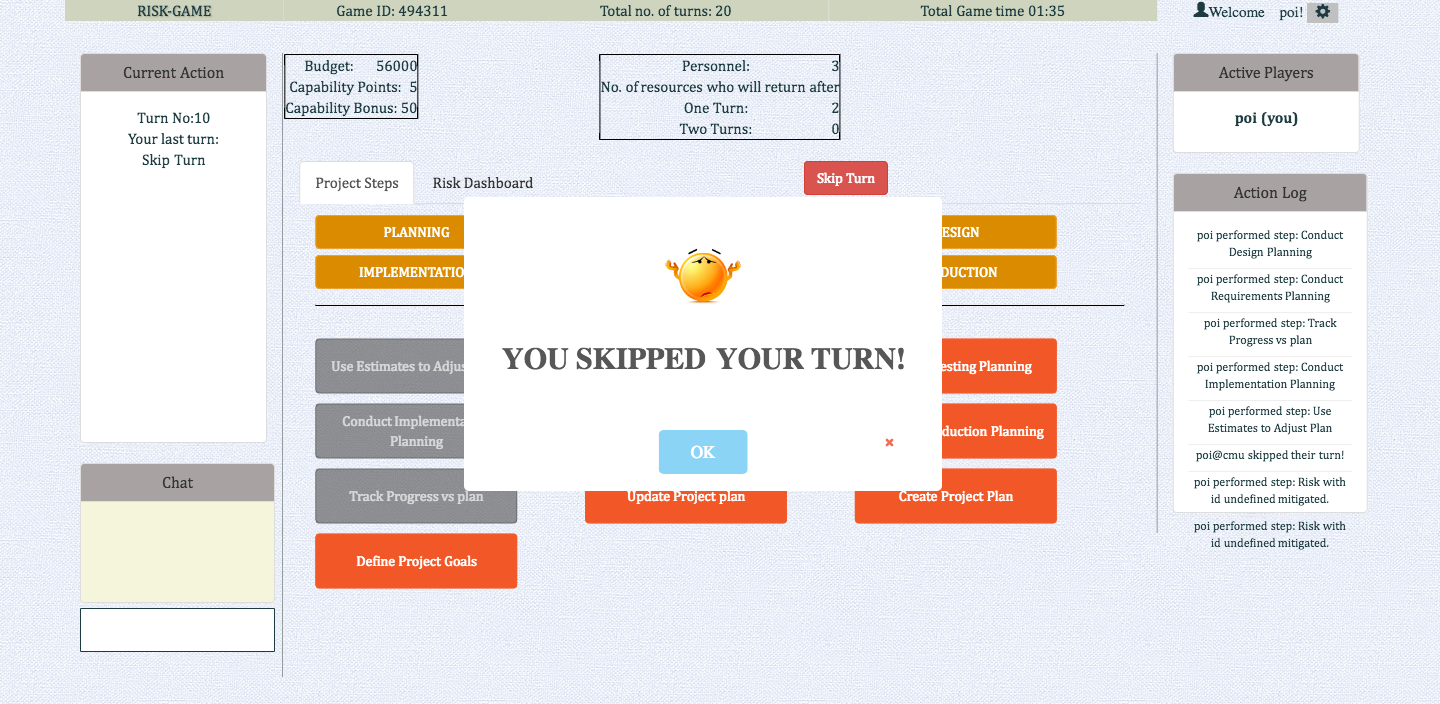 RISK-GAME
Game ID: 494311
Total no. of turns: 20
Total Game time 01:35
Welcome poi!
Current Action
Turn No:10
Your last turn:
Skip Turn
Budget: 56000
Capability Points: 5
Capability Bonus: 50
Personnel: 3
No. of resources who will return after
One Turn: 2
Two Turns: 0
Active Players
poi (you)
Project Steps
Risk Dashboard
Skip Turn
PLANNING
ESIGN
IMPLEMENTATIO
DUCTION
Use Estimates to Adjus
esting Planning
Conduct Implementa
Planning
duction Planning
Track Progress vs plan
Update Project plan
Create Project Plan
Define Project Goals
YOU SKIPPED YOUR TURN!
OK
Chat
Action Log
poi performed step: Conduct
Design Planning
poi performed step: Conduct
Requirements Planning
poi performed step: Track
Progress vs plan
poi performed step: Conduct
Implementation Planning
poi performed step: Use
Estimates to Adjust Plan
poi@cmu skipped their turn!
poi performed step: Risk with
id undefined mitigated.
poi performed step: Risk with
id undefined mitigated.